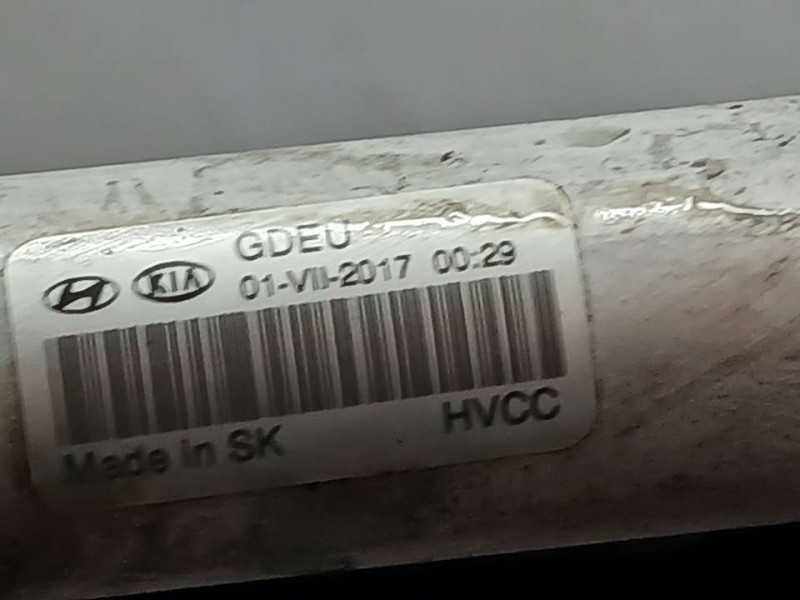 GDEU
KIA 01-VII-2017 00:29
Made in SK HVCC